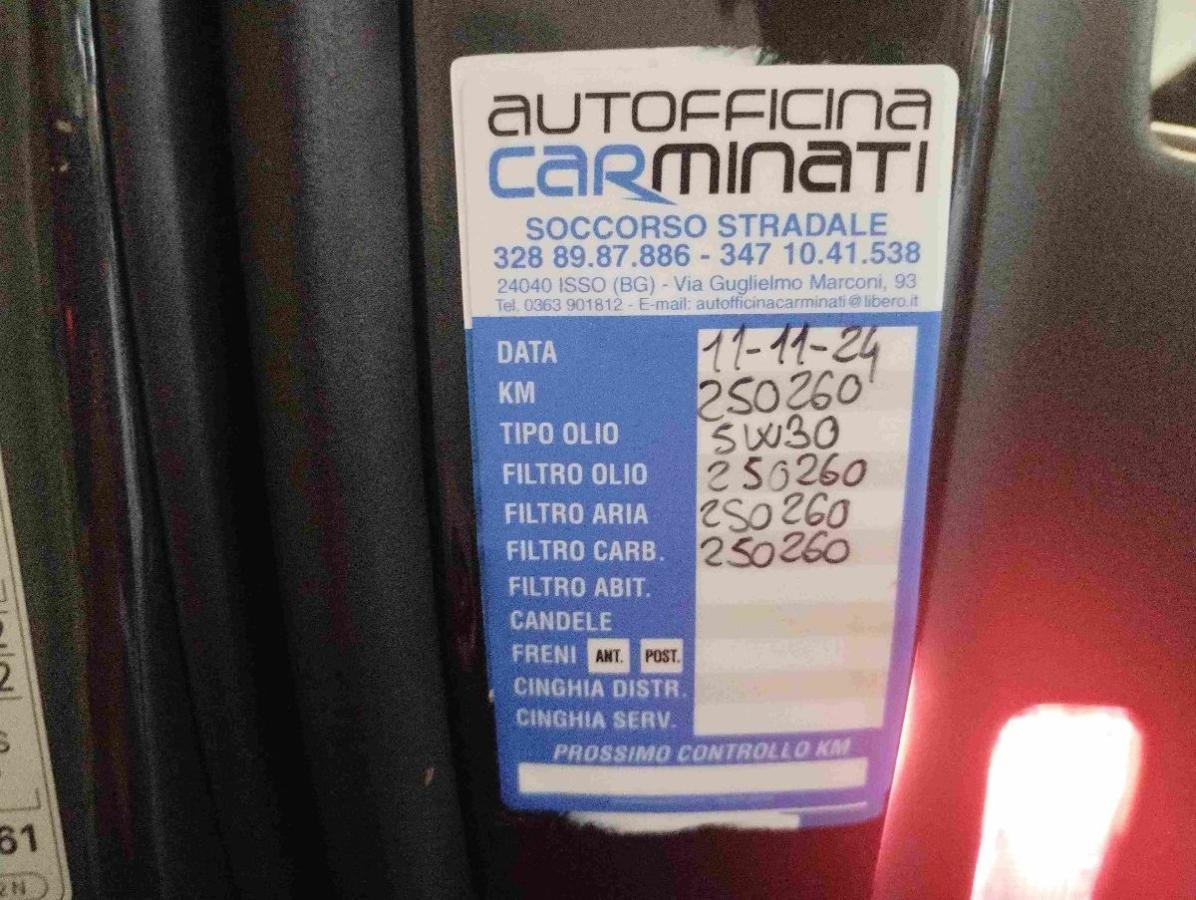 AUTOFFICINA
CARMINATI
SOCCORSO STRADALE
328 89.87.886 - 347 10.41.538
24040 ISSO (BG) - Via Guglielmo Marconi, 93
Tel. 0363 901812 - E-mail: autofficinacarminati@libero.it
DATA 11-11-24
KM 250260
TIPO OLIO 5W30
FILTRO OLIO 250260
FILTRO ARIA 250260
FILTRO CARB. 250260
FILTRO ABIT.
CANDELE
FRENI ANT. POST.
CINGHIA DISTR.
CINGHIA SERV.
PROSSIMO CONTROLLO KM
61